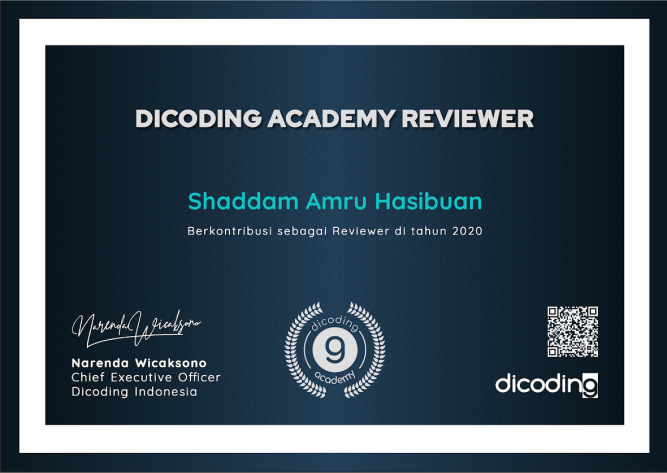 DICODING ACADEMY REVIEWER
Shaddam Amru Hasibuan
Berkontribusi sebagai Reviewer di tahun 2020
Narenda Wicaksono
Narenda Wicaksono
Chief Executive Officer
Dicoding Indonesia
dicoding
9
academy
dicoding